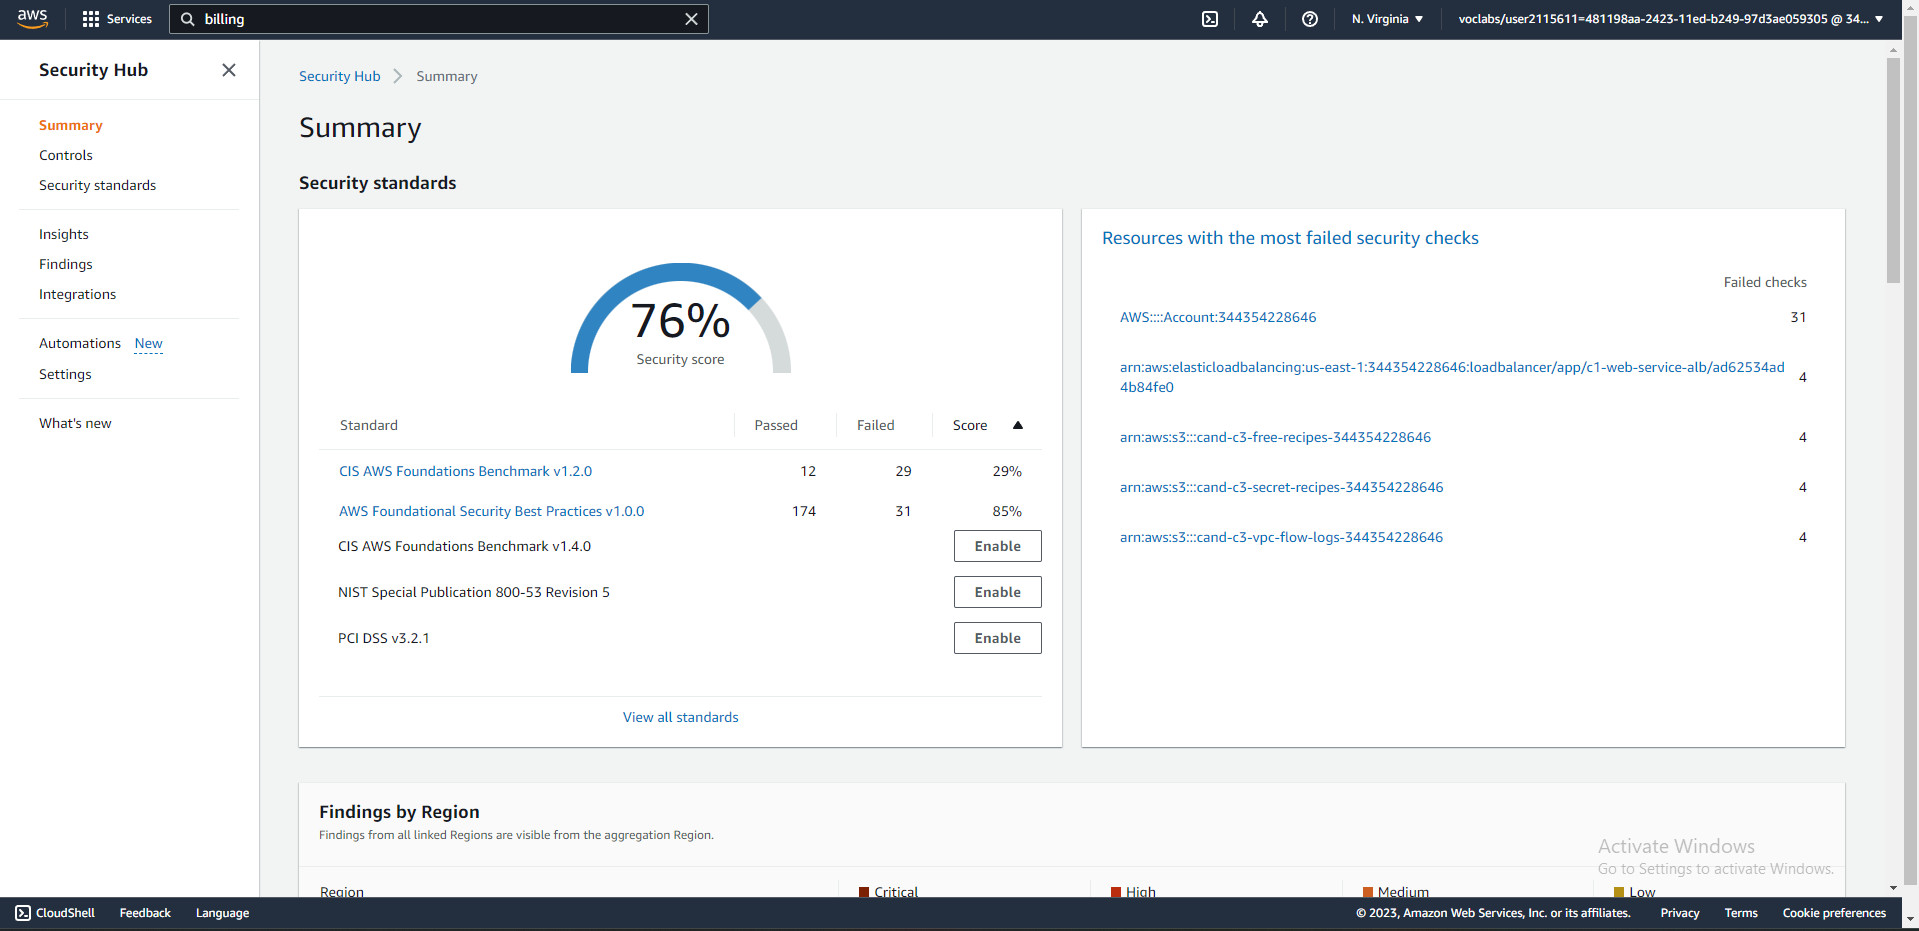 aws
Services
billing
N. Virginia
voclabs/user2115611=481198aa-2423-11ed-b249-97d3ae059305 @ 34...
Security Hub
Summary
Controls
Security standards
Insights
Findings
Integrations
Automations New
Settings
What's new
Security Hub
Summary
Summary
Security standards
76%
Security score
Standard Passed Failed Score
CIS AWS Foundations Benchmark v1.2.0 12 29 29%
AWS Foundational Security Best Practices v1.0.0 174 31 85%
CIS AWS Foundations Benchmark v1.4.0 Enable
NIST Special Publication 800-53 Revision 5 Enable
PCI DSS v3.2.1 Enable
View all standards
Resources with the most failed security checks
Failed checks
AWS::::Account:344354228646 31
arn:aws:elasticloadbalancing:us-east-1:344354228646:loadbalancer/app/c1-web-service-alb/ad62534ad
4b84fe0 4
arn:aws:s3:::cand-c3-free-recipes-344354228646 4
arn:aws:s3:::cand-c3-secret-recipes-344354228646 4
arn:aws:s3:::cand-c3-vpc-flow-logs-344354228646 4
Findings by Region
Findings from all linked Regions are visible from the aggregation Region.
Region Critical High Medium Low
Activate Windows
Go to Settings to activate Windows.
CloudShell Feedback Language
© 2023, Amazon Web Services, Inc. or its affiliates. Privacy Terms Cookie preferences